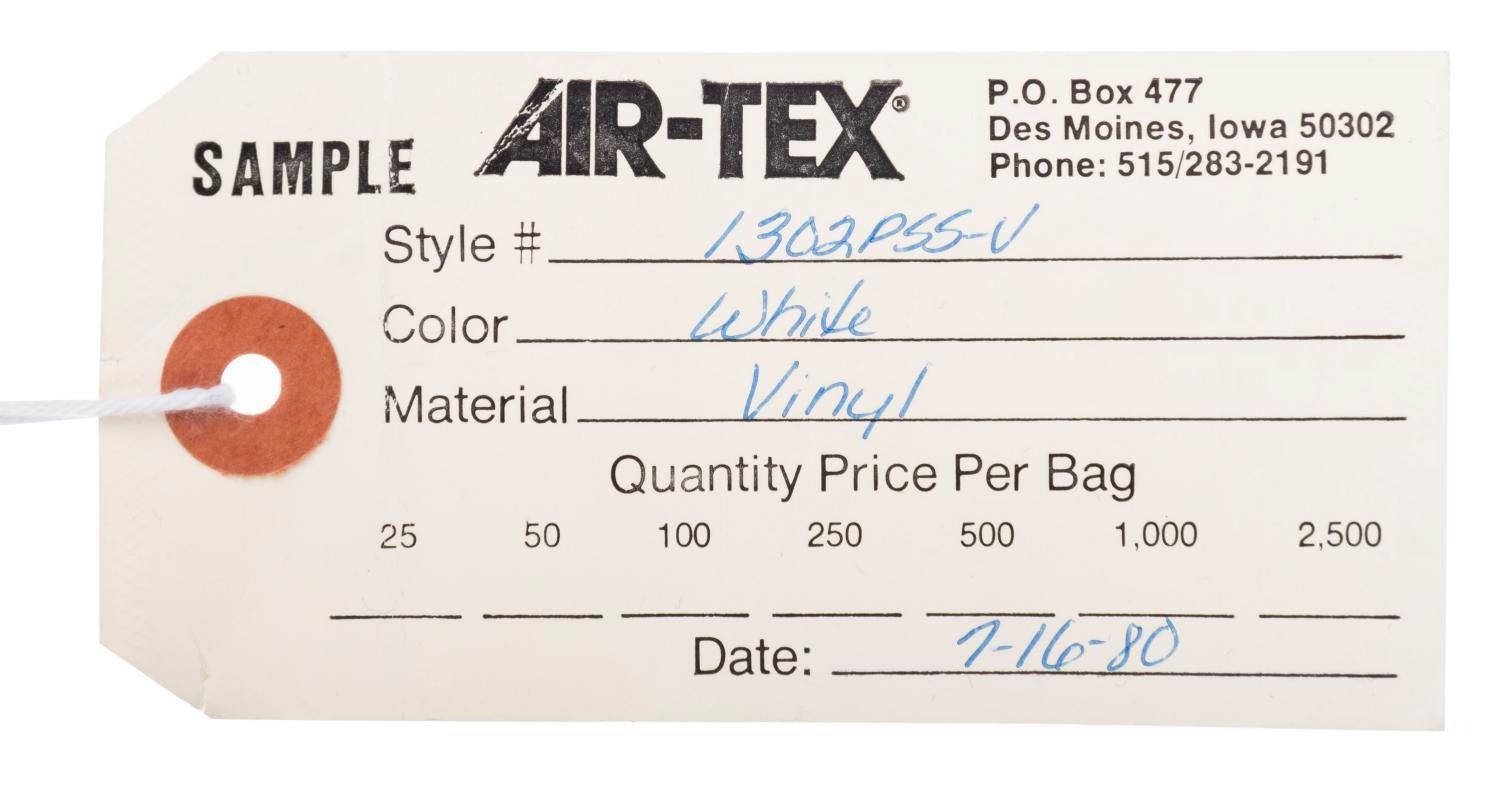 SAMPLE
AIR-TEX®
P.O. Box 477
Des Moines, Iowa 50302
Phone: 515/283-2191
Style # 1302PSS-V
Color White
Material Vinyl
Quantity Price Per Bag
25 50 100 250 500 1,000 2,500
Date: 7-16-80